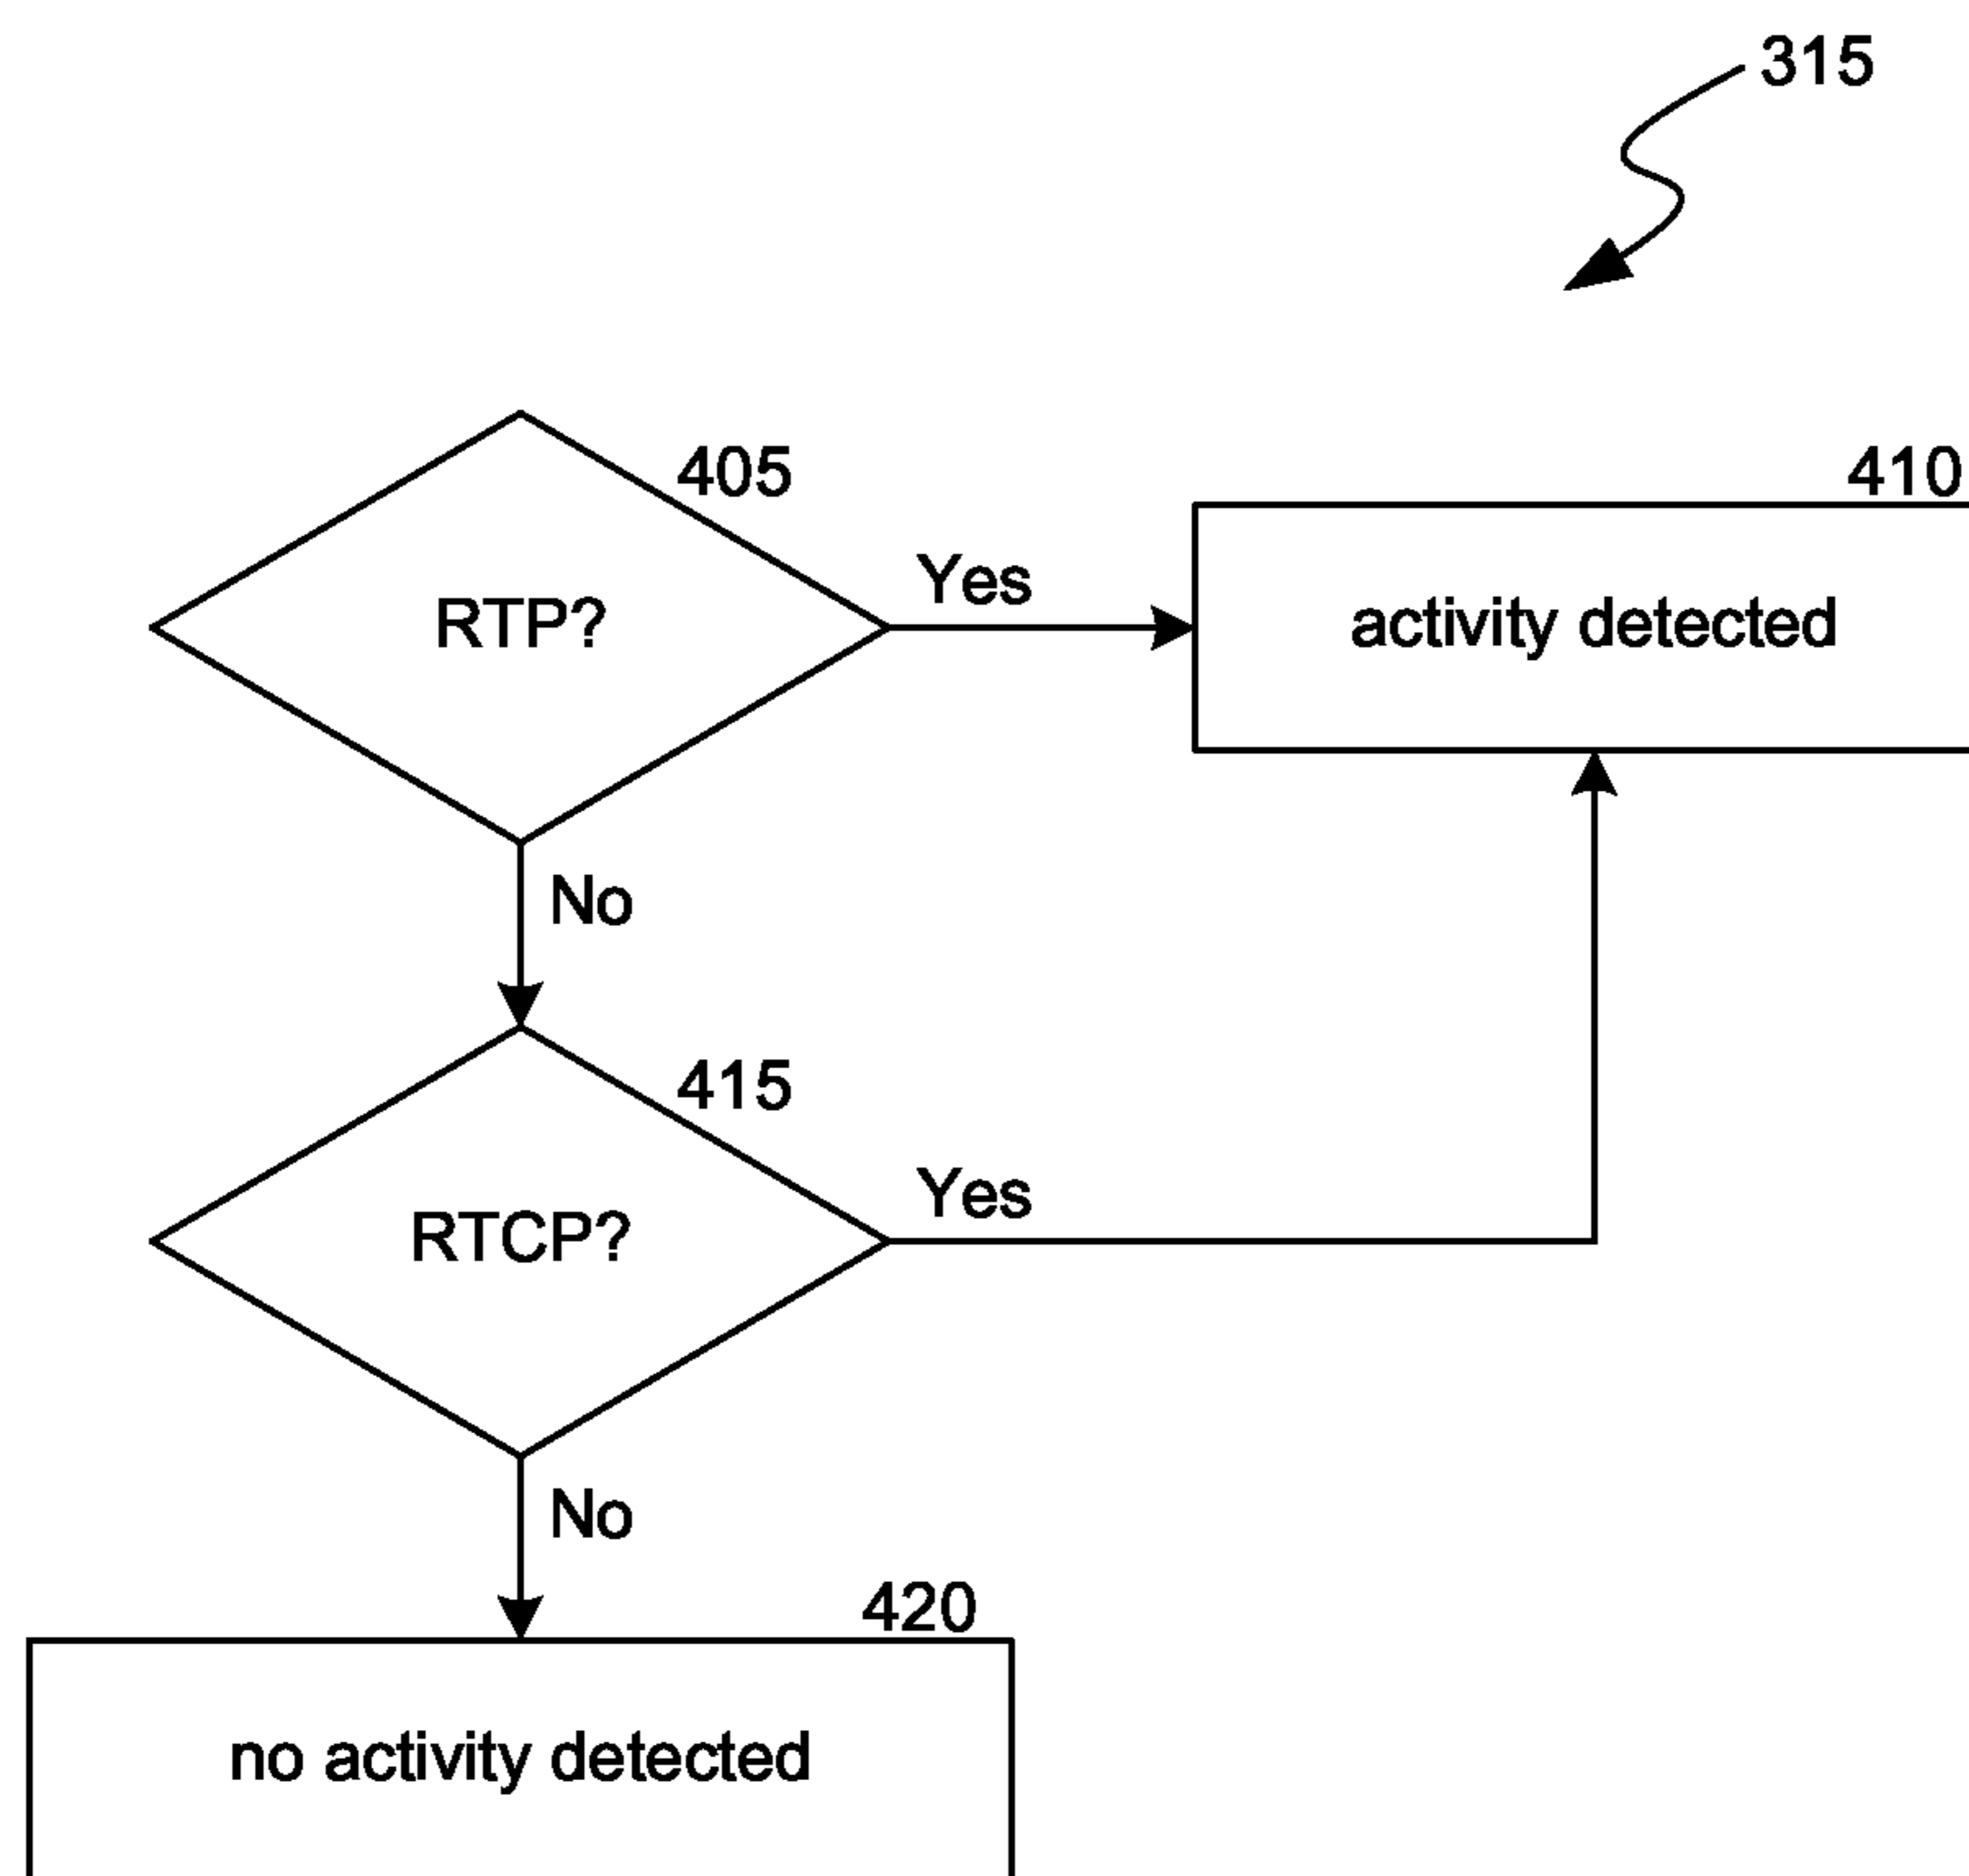 315
405
410
RTP?
Yes
activity detected
No
415
RTCP?
Yes
No
420
no activity detected